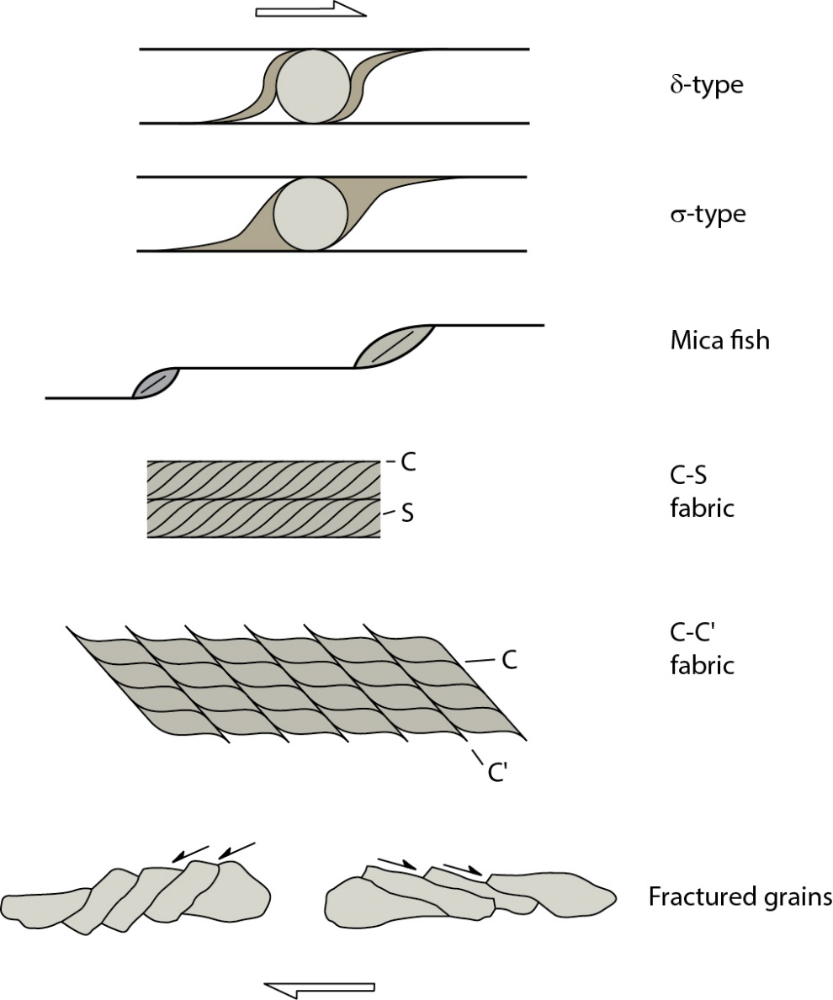 δ-type
σ-type
Mica fish
C
S
C-S
fabric
C
C'
C-C'
fabric
Fractured grains